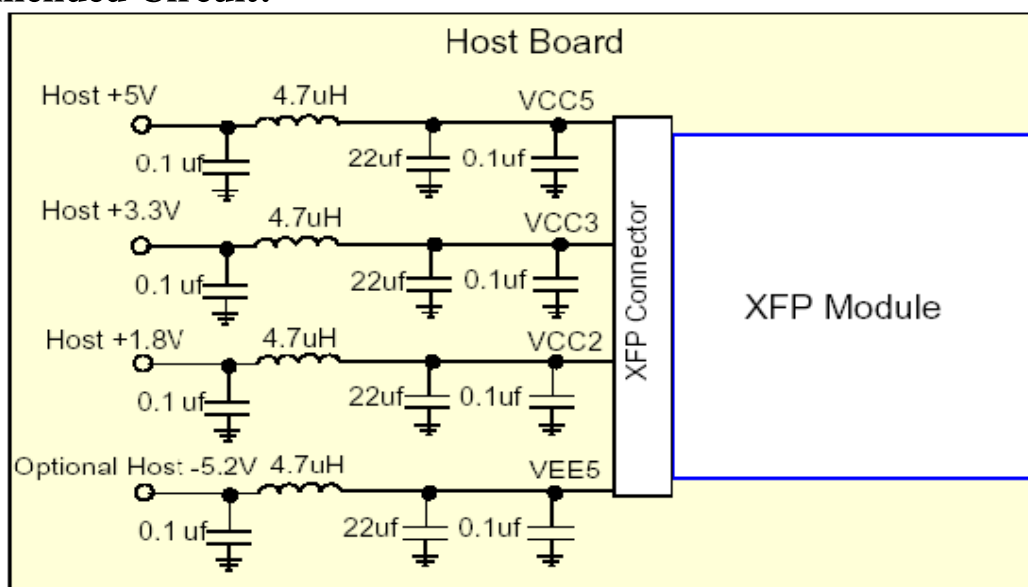 Host Board
Host +5V 4.7uH VCC5
0.1 uf 22uf 0.1uf
Host +3.3V 4.7uH VCC3
0.1 uf 22uf 0.1uf
Host +1.8V 4.7uH VCC2
0.1 uf 22uf 0.1uf
Optional Host -5.2V 4.7uH VEE5
0.1 uf 22uf 0.1uf
XFP Connector
XFP Module